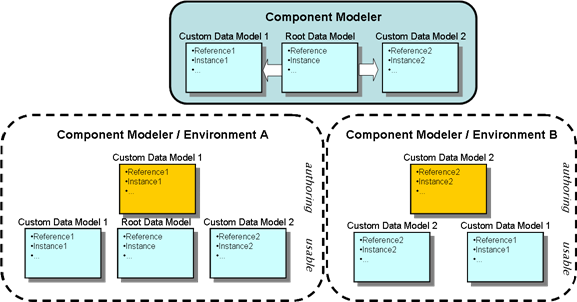 Component Modeler
Custom Data Model 1
Root Data Model
Custom Data Model 2
•Reference1
•Instance1
•...
•Reference
•Instance
•...
•Reference2
•Instance2
•...
Component Modeler / Environment A
Custom Data Model 1
•Reference1
•Instance1
•...
authoring
Custom Data Model 1
Root Data Model
Custom Data Model 2
•Reference1
•Instance1
•...
•Reference
•Instance
•...
•Reference2
•Instance2
•...
usable
Component Modeler / Environment B
Custom Data Model 2
•Reference2
•Instance2
•...
authoring
Custom Data Model 2
Custom Data Model 1
•Reference2
•Instance2
•...
•Reference1
•Instance1
•...
usable